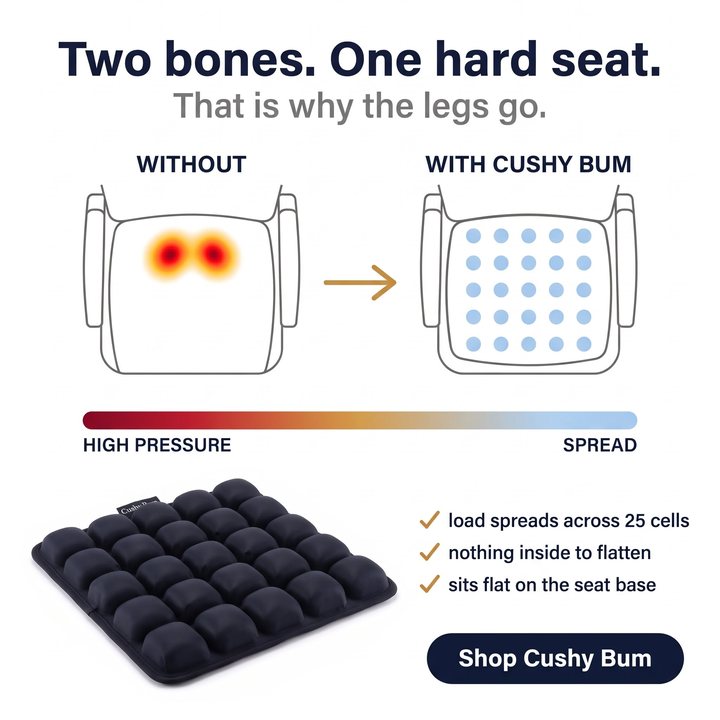 Two bones. One hard seat.
That is why the legs go.
WITHOUT
WITH CUSHY BUM
HIGH PRESSURE
SPREAD
load spreads across 25 cells
nothing inside to flatten
sits flat on the seat base
Shop Cushy Bum